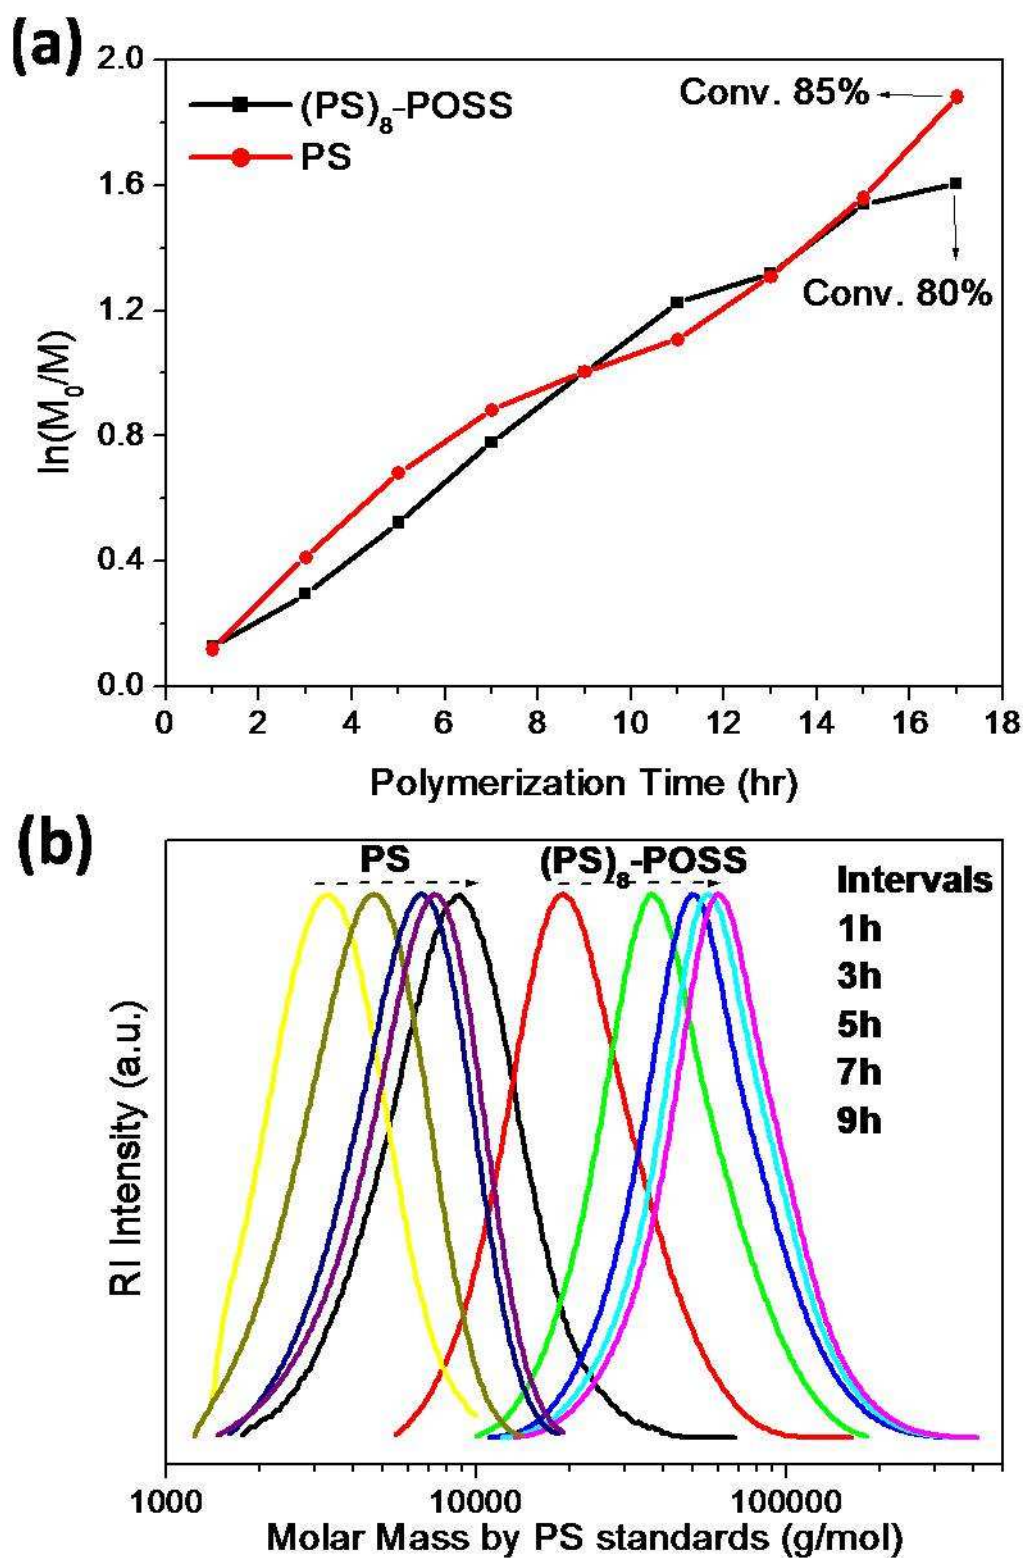 (a)
2.0
1.6
1.2
0.8
0.4
0.0
ln(M₀/M)
(PS)₈-POSS
PS
Conv. 85%
Conv. 80%
0 2 4 6 8 10 12 14 16 18
Polymerization Time (hr)
(b)
PS
(PS)₈-POSS
Intervals
1h
3h
5h
7h
9h
RI Intensity (a.u.)
1000 10000 100000
Molar Mass by PS standards (g/mol)